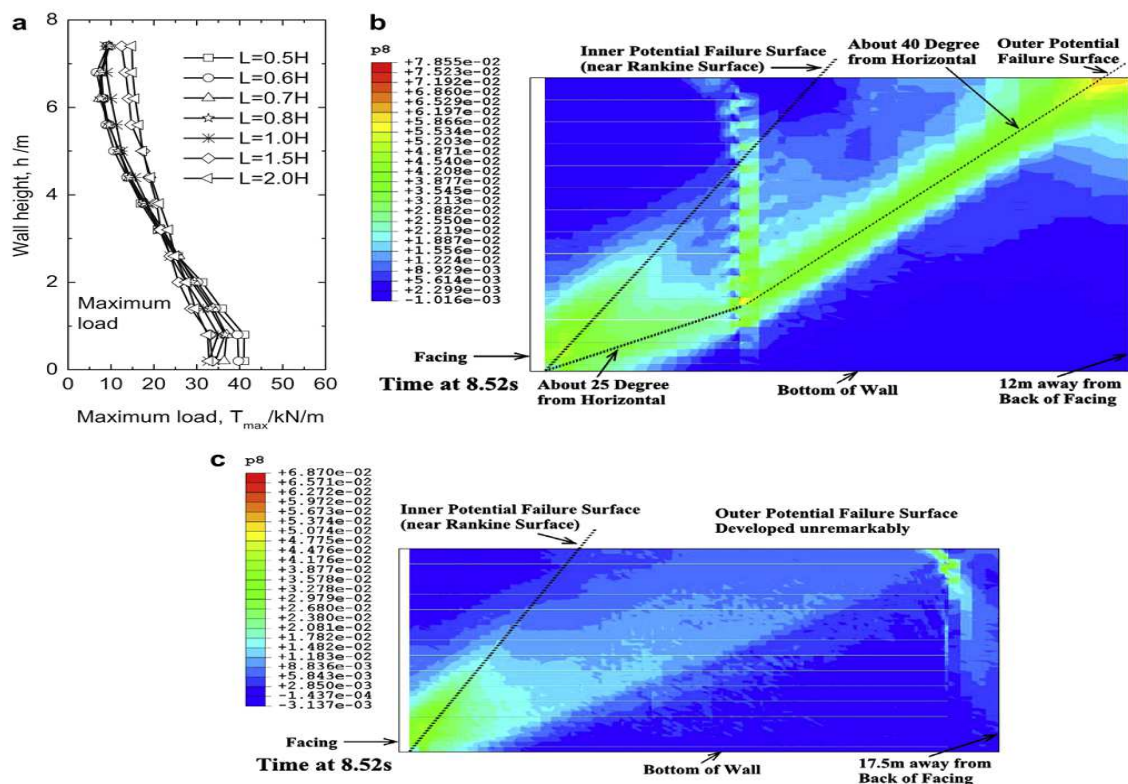 a
8
6
4
2
0
Wall height, h /m
L=0.5H
L=0.6H
L=0.7H
L=0.8H
L=1.0H
L=1.5H
L=2.0H
Maximum
load
0 10 20 30 40 50 60
Maximum load, Tmax/kN/m
b
p8
+7.855e-02
+7.523e-02
+7.192e-02
+6.860e-02
+6.529e-02
+6.197e-02
+5.866e-02
+5.534e-02
+5.203e-02
+4.871e-02
+4.540e-02
+4.208e-02
+3.877e-02
+3.545e-02
+3.213e-02
+2.882e-02
+2.550e-02
+2.219e-02
+1.887e-02
+1.556e-02
+1.224e-02
+8.929e-03
+5.614e-03
+2.299e-03
-1.016e-03
Inner Potential Failure Surface
(near Rankine Surface)
About 40 Degree
from Horizontal
Outer Potential
Failure Surface
Facing
Time at 8.52s
About 25 Degree
from Horizontal
Bottom of Wall
12m away from
Back of Facing
c
p8
+6.870e-02
+6.571e-02
+6.272e-02
+5.972e-02
+5.673e-02
+5.374e-02
+5.074e-02
+4.775e-02
+4.476e-02
+4.176e-02
+3.877e-02
+3.578e-02
+3.278e-02
+2.979e-02
+2.680e-02
+2.380e-02
+2.081e-02
+1.782e-02
+1.482e-02
+1.183e-02
+8.836e-03
+5.843e-03
+2.850e-03
-1.437e-04
-3.137e-03
Inner Potential Failure Surface
(near Rankine Surface)
Outer Potential Failure Surface
Developed unremarkably
Facing
Time at 8.52s
Bottom of Wall
17.5m away from
Back of Facing